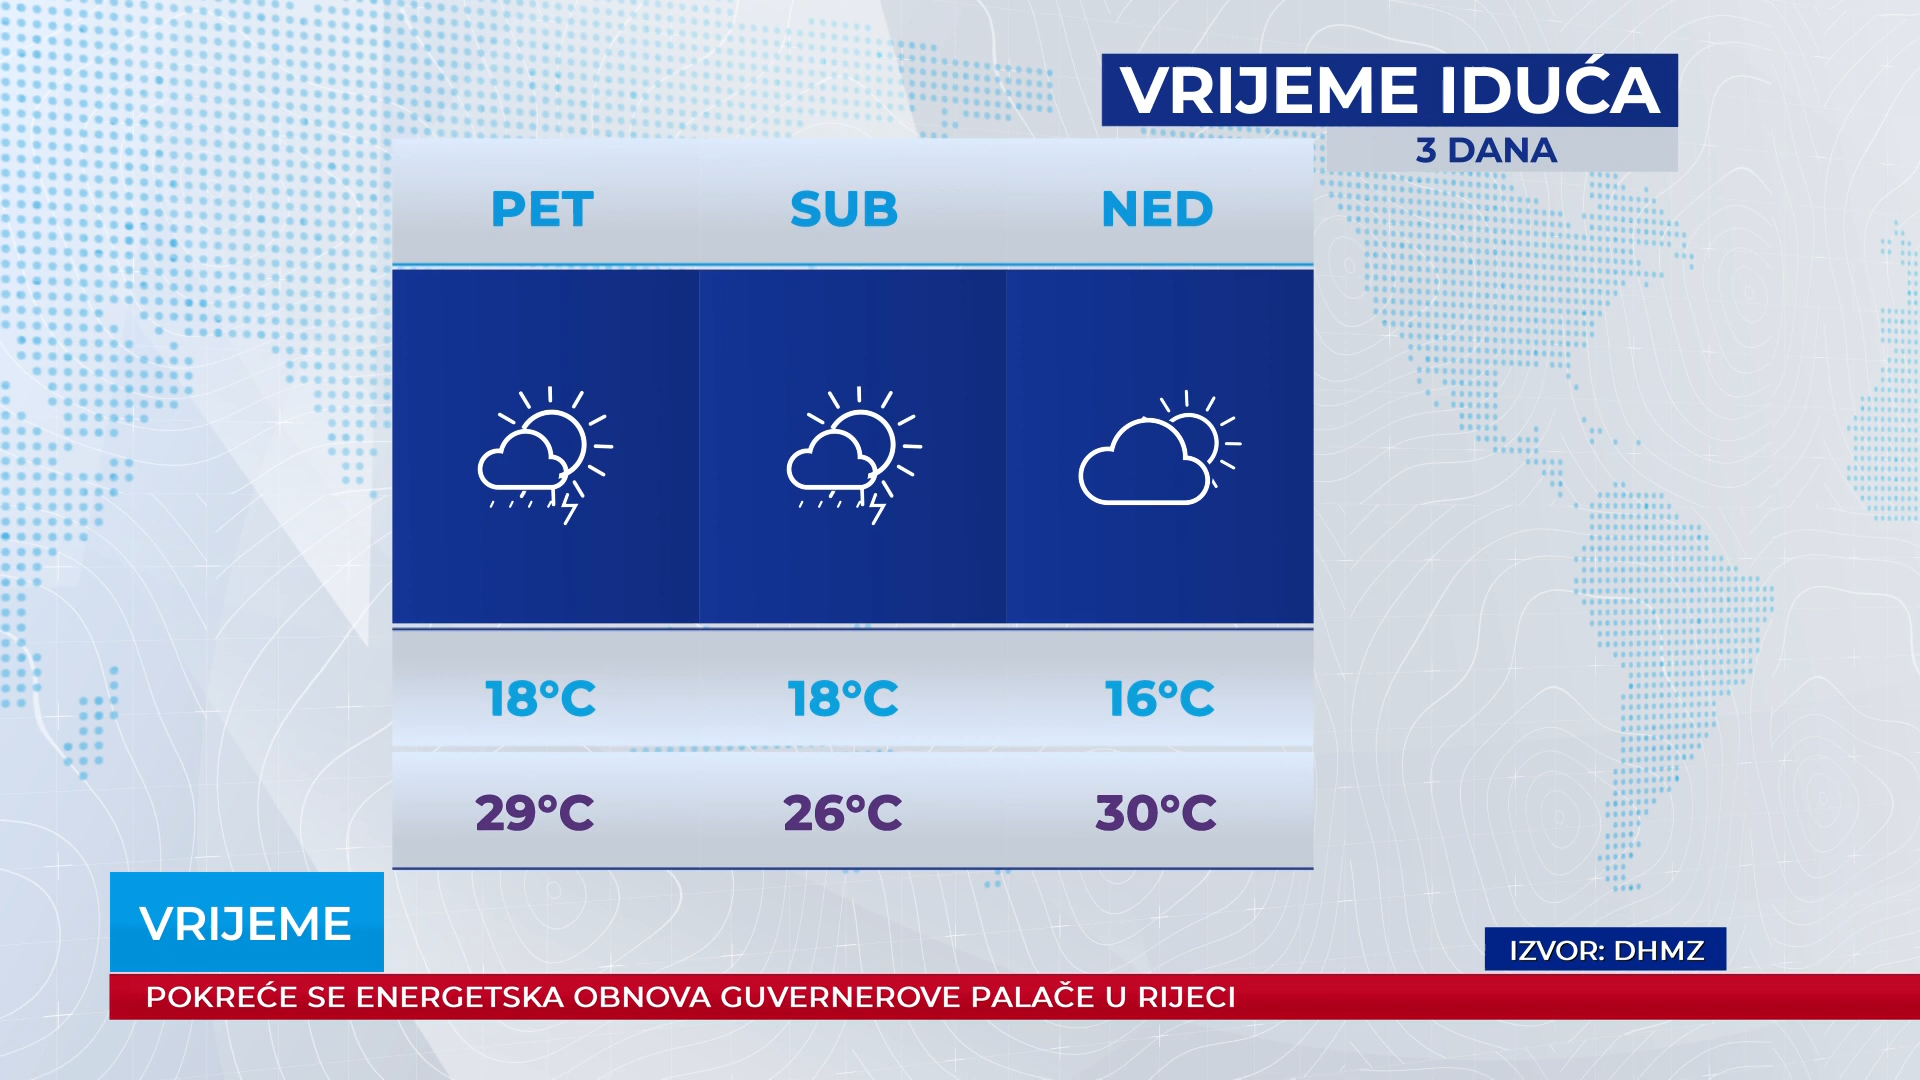 VRIJEME IDUĆA
3 DANA
PET SUB NED
18°C 18°C 16°C
29°C 26°C 30°C
VRIJEME
IZVOR: DHMZ
POKREĆE SE ENERGETSKA OBNOVA GUVERNEROVE PALAČE U RIJECI